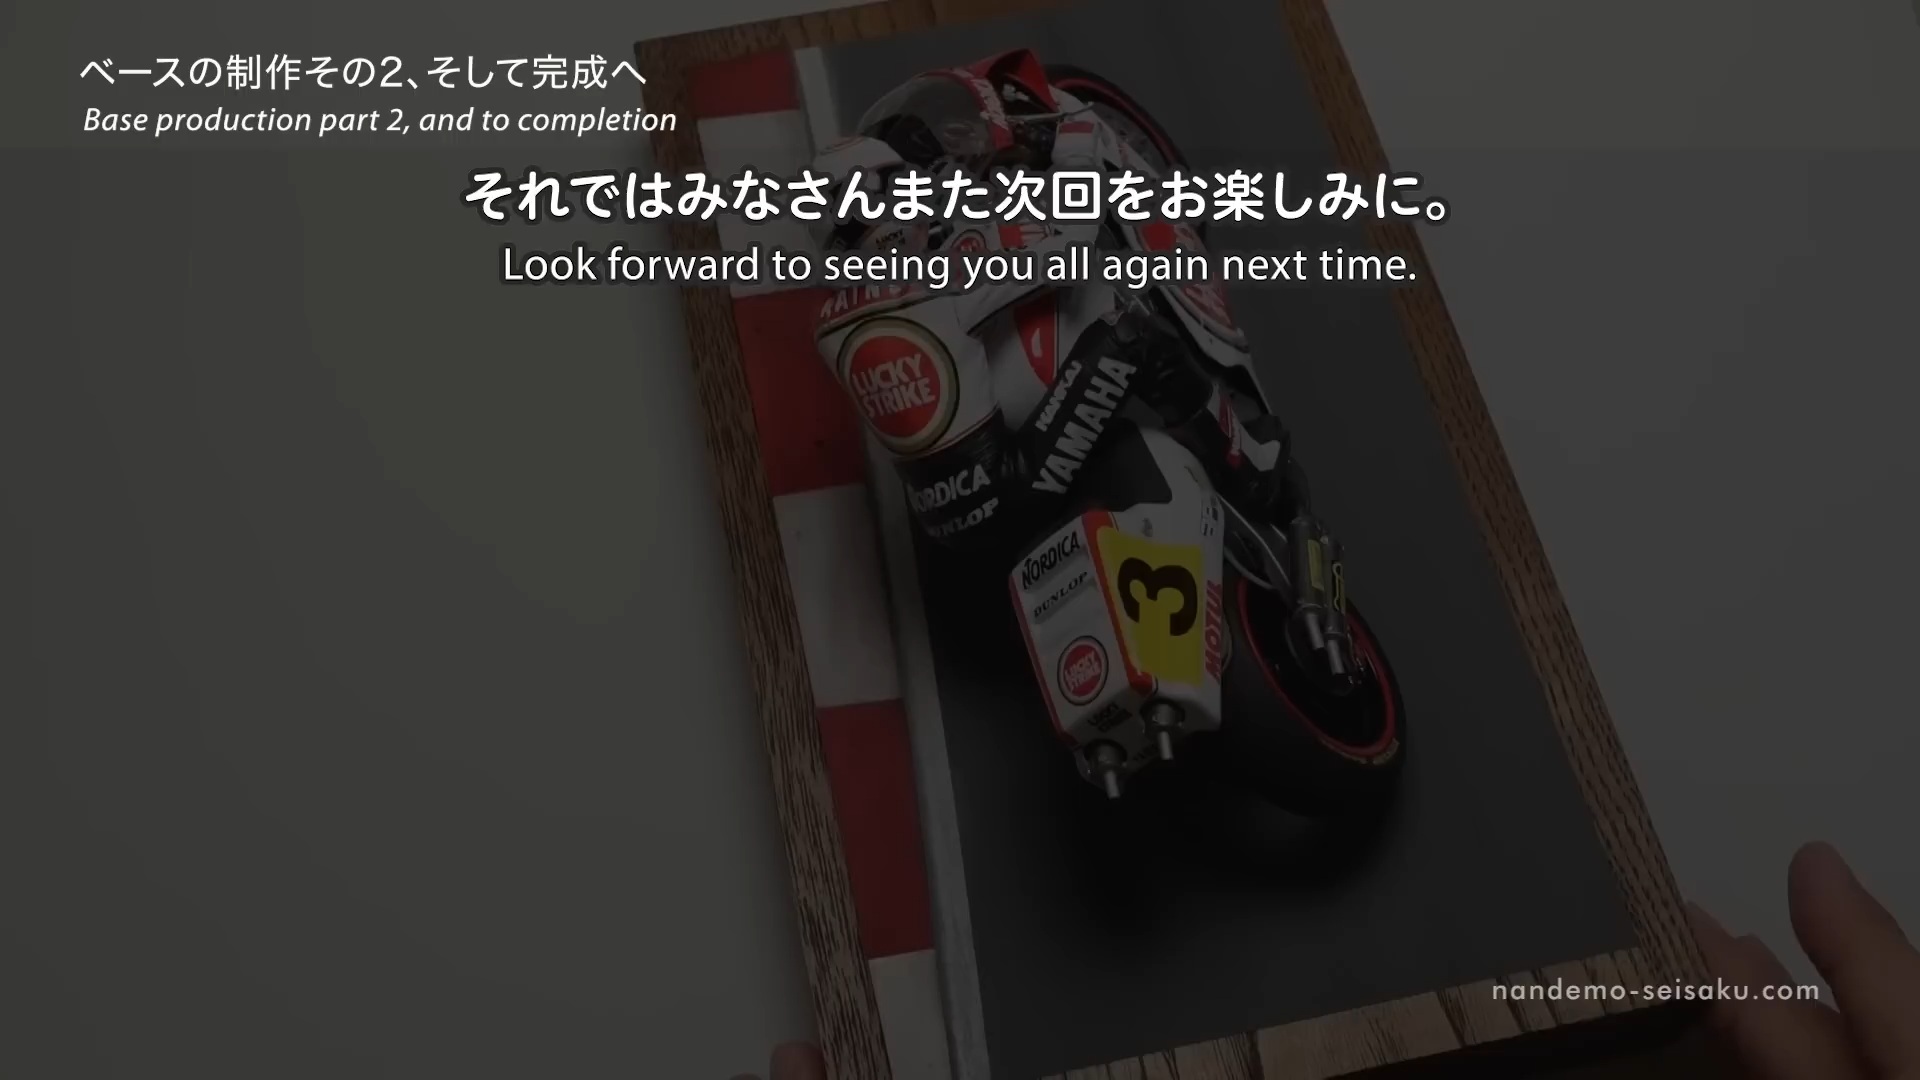 ベースの制作その2、そして完成へ
Base production part 2, and to completion
それではみなさんまた次回をお楽しみに。
Look forward to seeing you all again next time.
LUCKY
STRIKE
KANKAI
YAMAHA
NORDICA
DUNLOP
NORDICA
DUNLOP
3
MOTUL
LUCKY
STRIKE
nandemo-seisaku.com